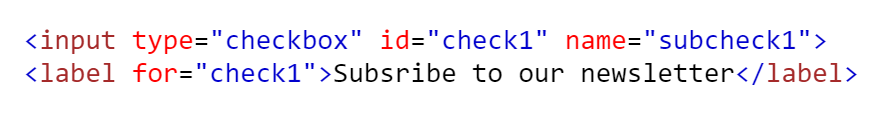 <input type="checkbox" id="check1" name="subcheck1">
<label for="check1">Subsribe to our newsletter</label>